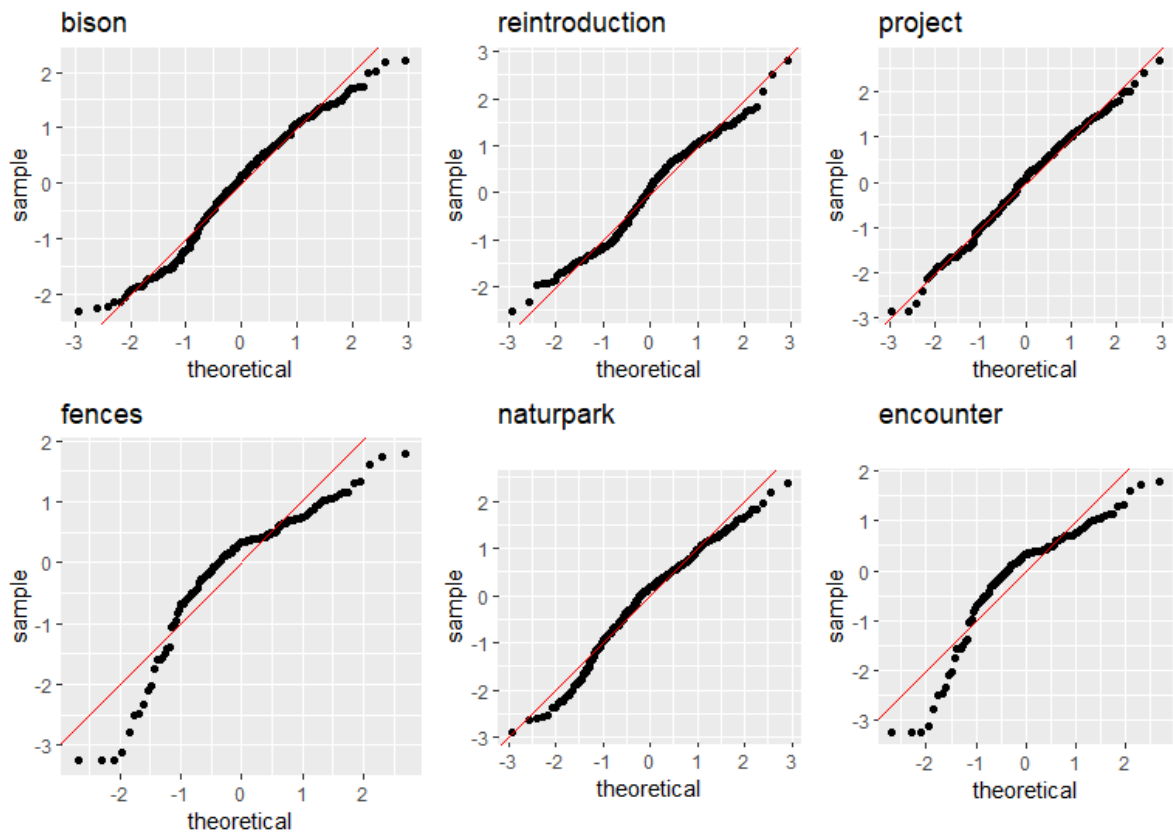 bison
reintroduction
project
2
1
0
-1
-2
sample
-3 -2 -1 0 1 2 3
theoretical
3
2
1
0
-1
-2
sample
-3 -2 -1 0 1 2 3
theoretical
2
1
0
-1
-2
-3
sample
-3 -2 -1 0 1 2 3
theoretical
fences
naturpark
encounter
2
1
0
-1
-2
-3
sample
-2 -1 0 1 2
theoretical
2
1
0
-1
-2
-3
sample
-3 -2 -1 0 1 2 3
theoretical
2
1
0
-1
-2
-3
sample
-2 -1 0 1 2
theoretical